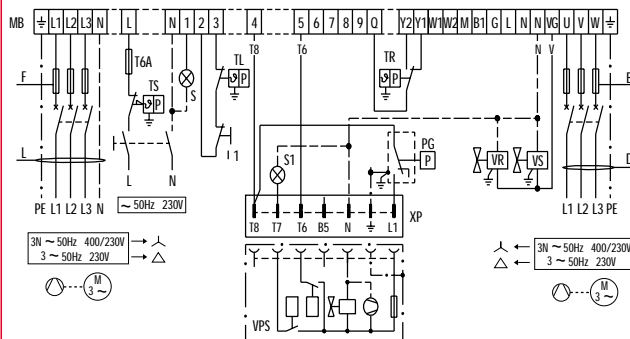 MB L1 L2 L3 N L N 1 2 3 4 5 6 7 8 9 Q Y2 Y1 W1 W2 M B1 G L N N VG U V W
T8 T6 N V
T6A TL TR
F TS ϑ P ϑ P ϑ P
S
PG
P
S1 VR VS
1
L L N
PE L1 L2 L3 N
L1 L2 L3 PE
~ 50Hz 230V
XP
T8 T7 T6 B5 N L1
3N ~ 50Hz 400/230V
3 ~ 50Hz 230V
3N ~ 50Hz 400/230V
3 ~ 50Hz 230V
M
3 ~
M
3 ~
VPS